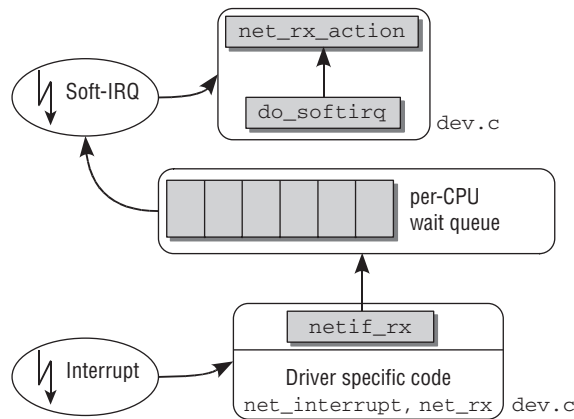 net_rx_action
Soft-IRQ
do_softirq
dev.c
per-CPU
wait queue
netif_rx
Interrupt
Driver specific code
net_interrupt, net_rx
dev.c